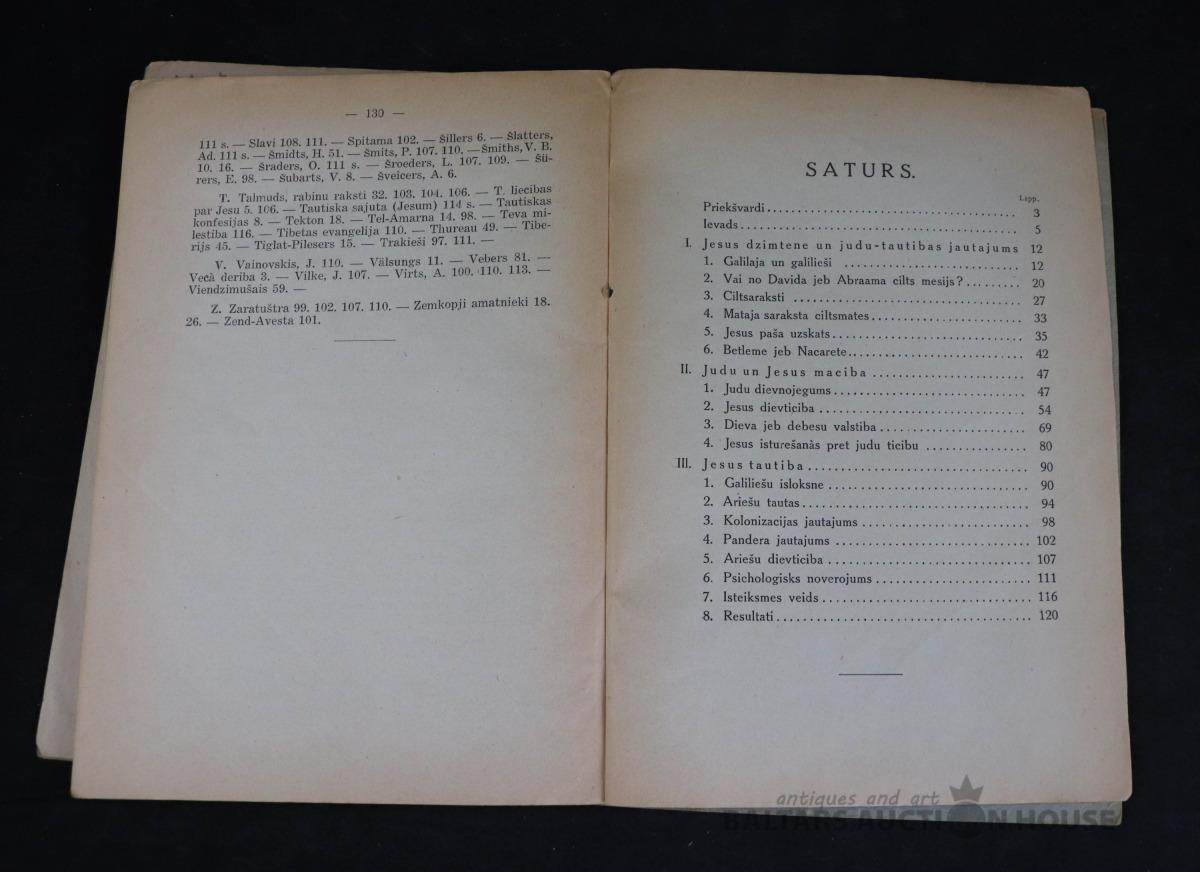 — 130 —
111 s. — Slavi 108. 111. — Spitama 102. — Šillers 6. — Šlatters,
Ad. 111 s. — Šmidts, H. 51. — Šmits, P. 107. 110. — Šmiths, V. B.
10. 16. — Šraders, O. 111 s. — Šroeders, L. 107. 109. — Šü-
rers, E. 98. — Šubarts, V. 8. — Šveicers, A. 6.
T. Talmuds, rabinu raksti 32. 103. 104. 106. — T. liecibas
par Jesu 5. 106. — Tautiska sajuta (Jesum) 114 s. — Tautiskas
konfesijas 8. — Tekton 18. — Tel-Amarna 14. 98. — Teva mi-
lestiba 116. — Tibetas evangelija 110. — Thureau 49. — Tibe-
rijs 45. — Tiglat-Pilesers 15. — Trakieši 97. 111. —
V. Vainovskis, J. 110. — Välsungs 11. — Vebers 81. —
Vecà deriba 3. — Vilke, J. 107. — Virts, A. 100. 110. 113. —
Viendzimušais 59. —
Z. Zaratuštra 99. 102. 107. 110. — Zemkopji amatnieki 18.
26. — Zend-Avesta 101.
SATURS.
Lapp.
Priekšvardi 3
Ievads 5
I. Jesus dzimtene un judu-tautibas jautajums 12
1. Galilaja un galilieši 12
2. Vai no Davida jeb Abraama cilts mesijs? 20
3. Ciltsaraksti 27
4. Mataja saraksta ciltsmates 33
5. Jesus paša uzskats 35
6. Betleme jeb Nacarete 42
II. Judu un Jesus maciba 47
1. Judu dievnojegums 47
2. Jesus dievticiba 54
3. Dieva jeb debesu valstiba 69
4. Jesus isturešanàs pret judu ticibu 80
III. Jesus tautiba 90
1. Galiliešu isloksne 90
2. Ariešu tautas 94
3. Kolonizacijas jautajums 98
4. Pandera jautajums 102
5. Ariešu dievticiba 107
6. Psichologisks noverojums 111
7. Isteiksmes veids 116
8. Resultati 120
antiques and art
BALTARS AUCTION HOUSE